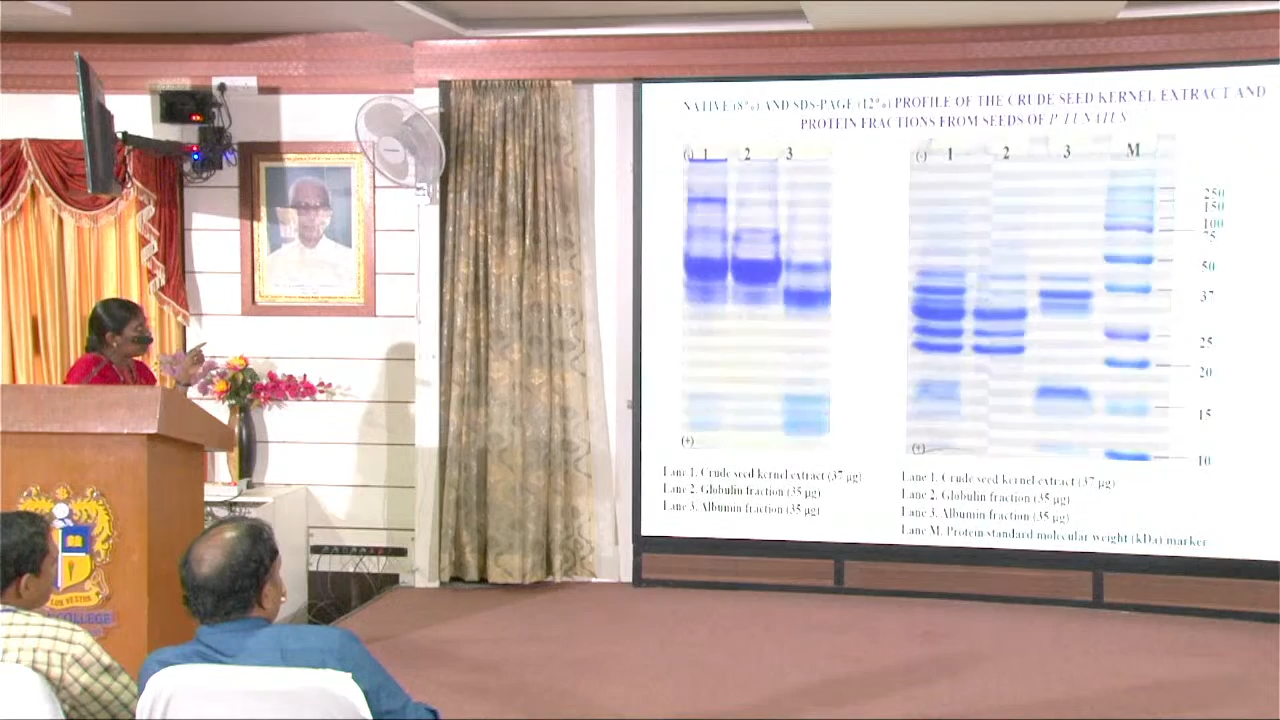 NATIVE (8%) AND SDS-PAGE (12%) PROFILE OF THE CRUDE SEED KERNEL EXTRACT AND
PROTEIN FRACTIONS FROM SEEDS OF P. LUNATUS
(-) 1 2 3
(-) 1 2 3 M
250
150
100
75
50
37
25
20
15
10
(+)
(+)
Lane 1. Crude seed kernel extract (37 µg)
Lane 2. Globulin fraction (35 µg)
Lane 3. Albumin fraction (35 µg)
Lane 1. Crude seed kernel extract (37 µg)
Lane 2. Globulin fraction (35 µg)
Lane 3. Albumin fraction (35 µg)
Lane M. Protein standard molecular weight (kDa) marker
VESTRA
COLLEGE